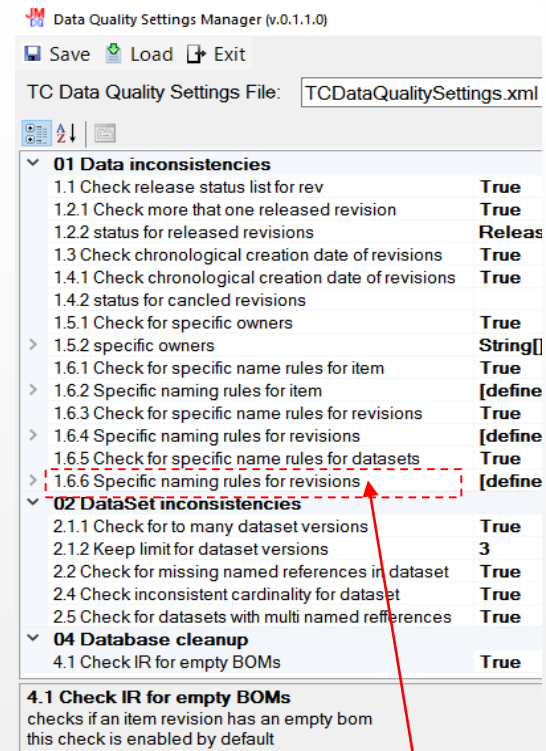 JM DG Data Quality Settings Manager (v.0.1.1.0)
Save Load Exit
TC Data Quality Settings File: TCDataQualitySettings.xml
01 Data inconsistencies
1.1 Check release status list for rev True
1.2.1 Check more that one released revision True
1.2.2 status for released revisions Releas
1.3 Check chronological creation date of revisions True
1.4.1 Check chronological creation date of revisions True
1.4.2 status for cancled revisions
1.5.1 Check for specific owners True
1.5.2 specific owners String[]
1.6.1 Check for specific name rules for item True
1.6.2 Specific naming rules for item [define
1.6.3 Check for specific name rules for revisions True
1.6.4 Specific naming rules for revisions [define
1.6.5 Check for specific name rules for datasets True
1.6.6 Specific naming rules for revisions [define
02 DataSet inconsistencies
2.1.1 Check for to many dataset versions True
2.1.2 Keep limit for dataset versions 3
2.2 Check for missing named references in dataset True
2.4 Check inconsistent cardinality for dataset True
2.5 Check for datasets with multi named refferences True
04 Database cleanup
4.1 Check IR for empty BOMs True
4.1 Check IR for empty BOMs
checks if an item revision has an empty bom
this check is enabled by default